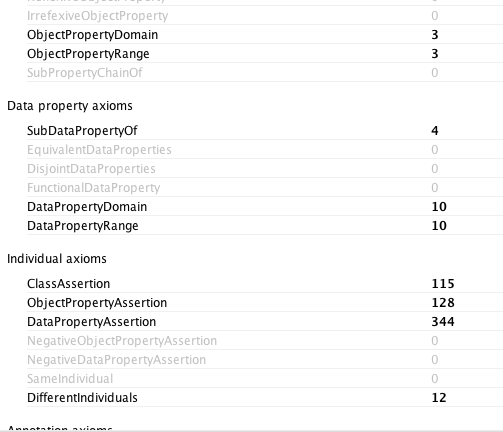 IrrefexiveObjectProperty 0
ObjectPropertyDomain 3
ObjectPropertyRange 3
SubPropertyChainOf 0
Data property axioms
SubDataPropertyOf 4
EquivalentDataProperties 0
DisjointDataProperties 0
FunctionalDataProperty 0
DataPropertyDomain 10
DataPropertyRange 10
Individual axioms
ClassAssertion 115
ObjectPropertyAssertion 128
DataPropertyAssertion 344
NegativeObjectPropertyAssertion 0
NegativeDataPropertyAssertion 0
SameIndividual 0
DifferentIndividuals 12
Annotation axioms